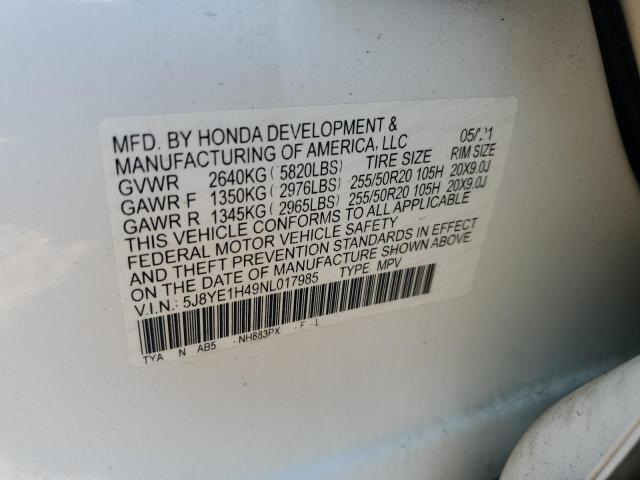 MFD. BY HONDA DEVELOPMENT & 05/21
MANUFACTURING OF AMERICA, LLC
TIRE SIZE RIM SIZE
GVWR 2640KG( 5820LBS)
GAWR F 1350KG( 2976LBS) 255/50R20 105H 20X9.0J
GAWR R 1345KG( 2965LBS) 255/50R20 105H 20X9.0J
THIS VEHICLE CONFORMS TO ALL APPLICABLE
FEDERAL MOTOR VEHICLE SAFETY
AND THEFT PREVENTION STANDARDS IN EFFECT
ON THE DATE OF MANUFACTURE SHOWN ABOVE.
V.I.N.: 5J8YE1H49NL017985 TYPE MPV
TYA N AB5 -NH883PX -F -L